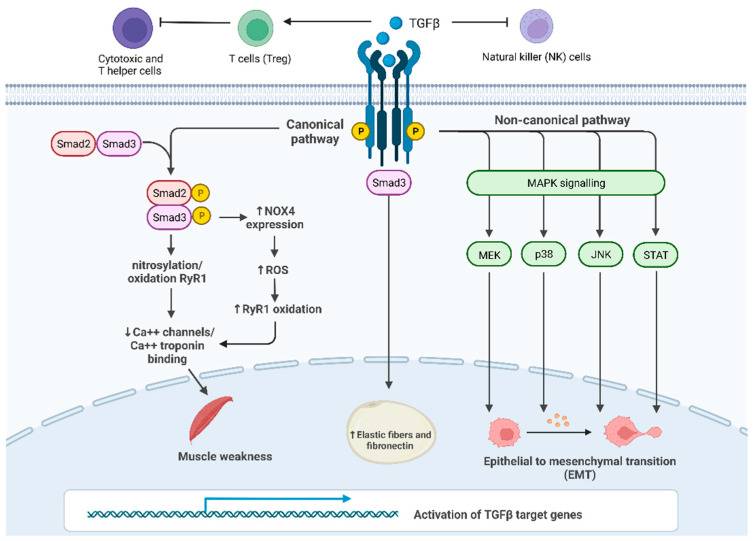 TGFβ
Cytotoxic and
T helper cells
T cells (Treg)
Natural killer (NK) cells
Canonical
pathway
P
P
Non-canonical pathway
Smad2
Smad3
Smad2
P
Smad3
P
Smad3
MAPK signalling
↑NOX4
expression
nitrosylation/
oxidation RyR1
↑ROS
MEK
p38
JNK
STAT
↑RyR1 oxidation
↓Ca++ channels/
Ca++ troponin
binding
Muscle weakness
↑Elastic fibers and
fibronectin
Epithelial to mesenchymal transition
(EMT)
Activation of TGFβ target genes